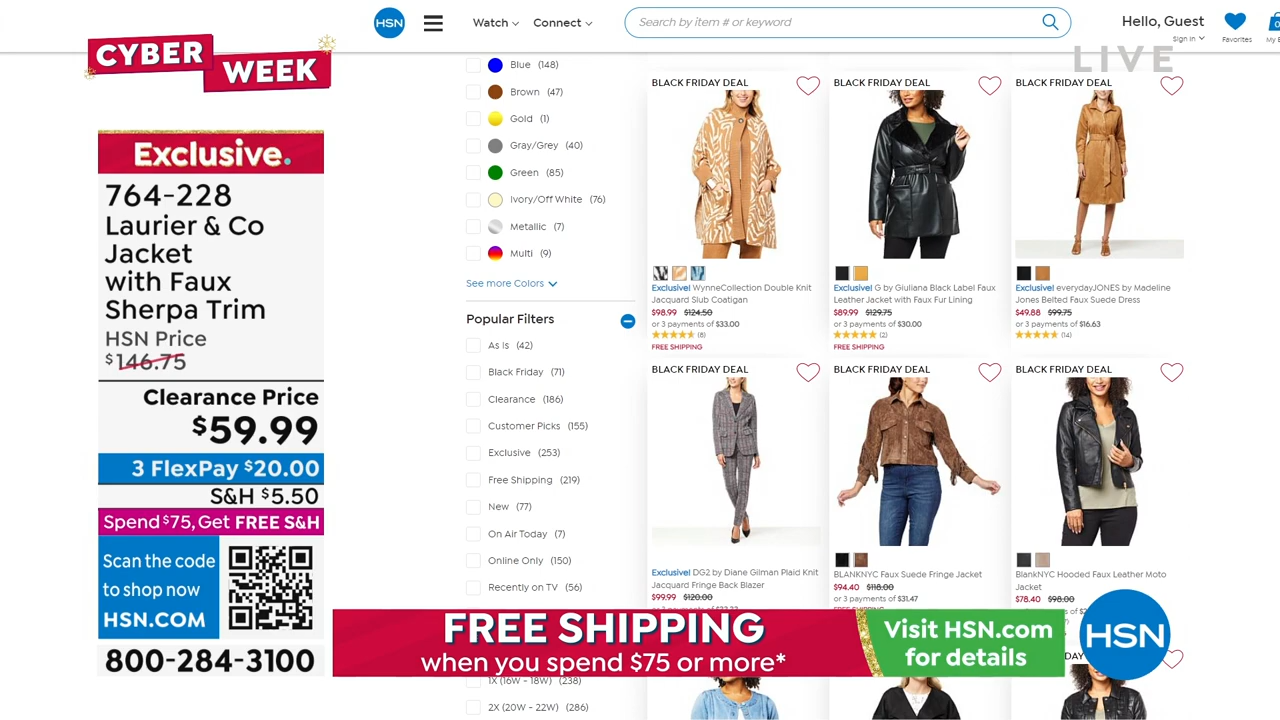 HSN
Watch
Connect
Search by item # or keyword
Hello, Guest
Sign In
Favorites
0
LIVE
CYBER
WEEK
Exclusive.
764-228
Laurier & Co
Jacket
with Faux
Sherpa Trim
HSN Price
$146.75
Clearance Price
$59.99
3 FlexPay $20.00
S&H $5.50
Spend $75, Get FREE S&H
Scan the code
to shop now
HSN.COM
800-284-3100
Blue (148)
Brown (47)
Gold (1)
Gray/Grey (40)
Green (85)
Ivory/Off White (76)
Metallic (7)
Multi (9)
See more Colors
Popular Filters
As Is (42)
Black Friday (71)
Clearance (186)
Customer Picks (155)
Exclusive (253)
Free Shipping (219)
New (77)
On Air Today (7)
Online Only (150)
Recently on TV (56)
1X (16W - 18W) (238)
2X (20W - 22W) (286)
BLACK FRIDAY DEAL
Exclusive! WynneCollection Double Knit
Jacquard Slub Coatigan
$98.99 $124.50
or 3 payments of $33.00
(8)
FREE SHIPPING
BLACK FRIDAY DEAL
Exclusive! G by Giuliana Black Label Faux
Leather Jacket with Faux Fur Lining
$89.99 $129.75
or 3 payments of $30.00
(2)
FREE SHIPPING
BLACK FRIDAY DEAL
Exclusive! everydayJONES by Madeline
Jones Belted Faux Suede Dress
$49.88 $99.75
or 3 payments of $16.63
(14)
BLACK FRIDAY DEAL
Exclusive! DG2 by Diane Gilman Plaid Knit
Jacquard Fringe Back Blazer
$99.99 $120.00
BLACK FRIDAY DEAL
BLANKNYC Faux Suede Fringe Jacket
$94.40 $118.00
or 3 payments of $31.47
BLACK FRIDAY DEAL
BlankNYC Hooded Faux Leather Moto
Jacket
$78.40 $98.00
FREE SHIPPING
when you spend $75 or more*
Visit HSN.com
for details
HSN